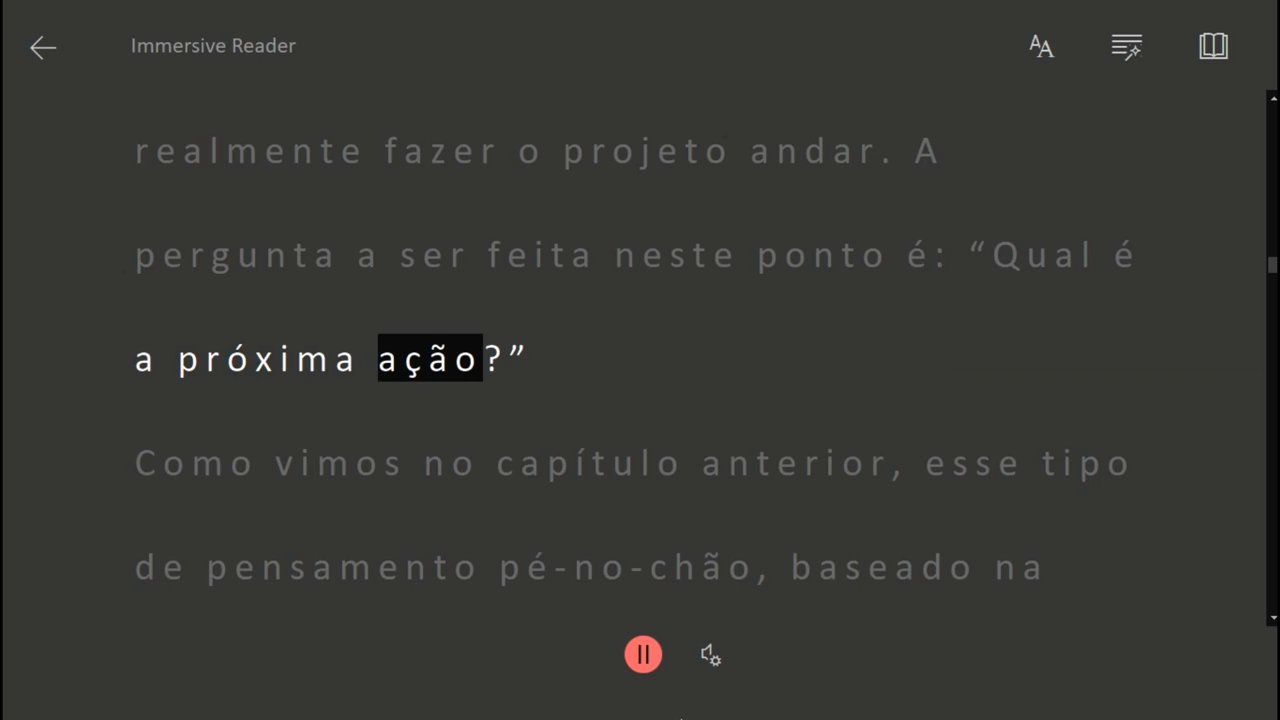 Immersive Reader
realmente fazer o projeto andar. A
pergunta a ser feita neste ponto é: “Qual é
a próxima ação?”
Como vimos no capítulo anterior, esse tipo
de pensamento pé-no-chão, baseado na